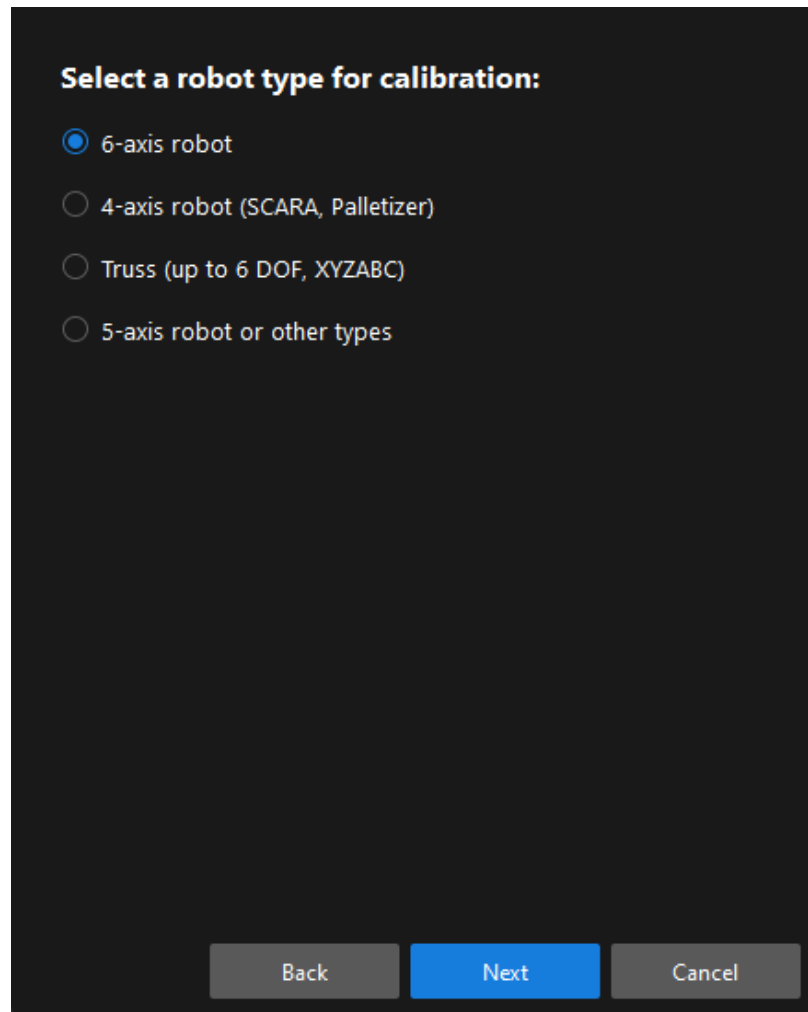 Select a robot type for calibration:
6-axis robot
4-axis robot (SCARA, Palletizer)
Truss (up to 6 DOF, XYZABC)
5-axis robot or other types
Back Next Cancel